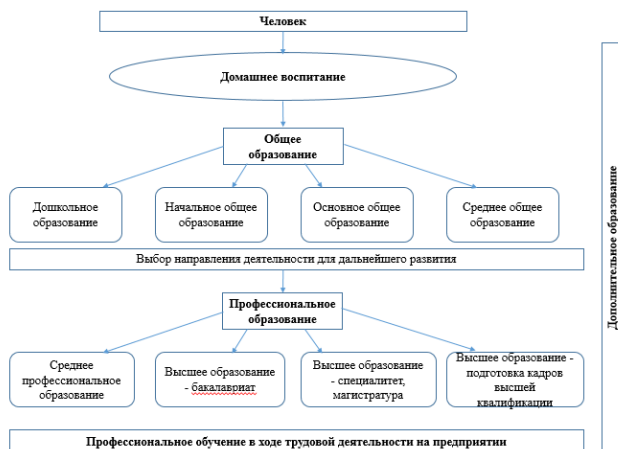 Человек
Домашнее воспитание
Общее
образование
Дошкольное
образование
Начальное общее
образование
Основное общее
образование
Среднее общее
образование
Выбор направления деятельности для дальнейшего развития
Профессиональное
образование
Среднее
профессиональное
образование
Высшее образование
- бакалавриат
Высшее образование
- специалитет,
магистратура
Высшее образование -
подготовка кадров
высшей
квалификации
Профессиональное обучение в ходе трудовой деятельности на предприятии
Дополнительное образование